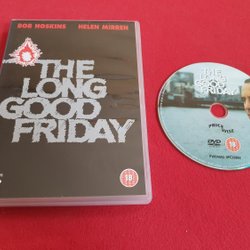 BOB HOSKINS HELEN MIRREN
THE
LONG
GOOD
FRIDAY
18
THE
LONG
GOOD
FRIDAY
DVD
18